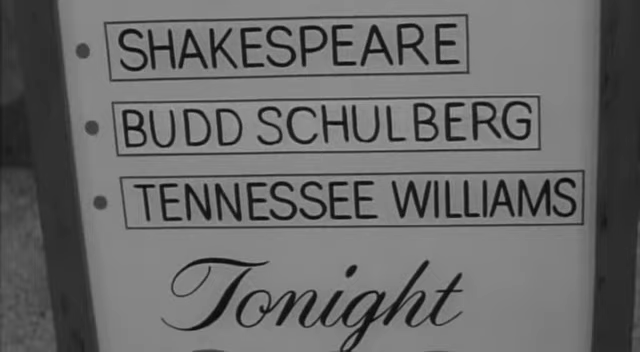 SHAKESPEARE
BUDD SCHULBERG
TENNESSEE WILLIAMS
Tonight